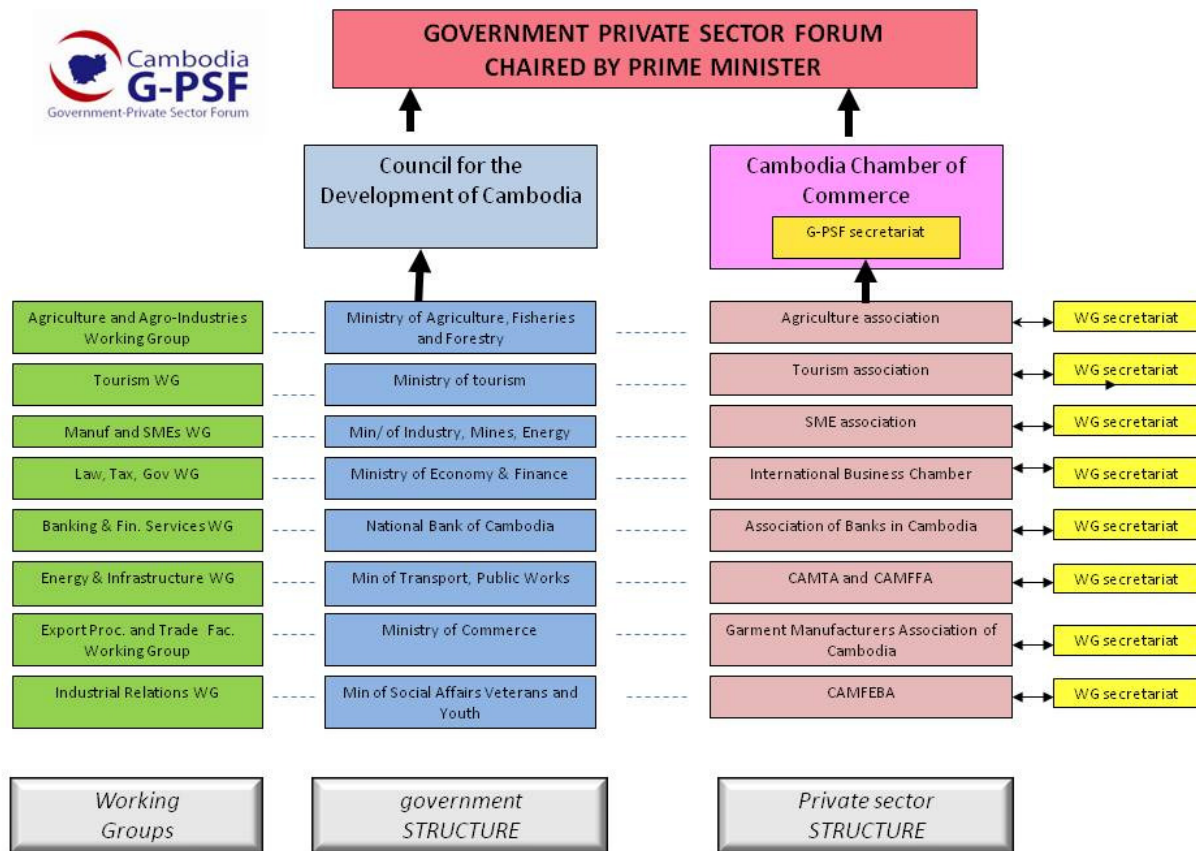 Cambodia
G-PSF
Government-Private Sector Forum
GOVERNMENT PRIVATE SECTOR FORUM
CHAIRED BY PRIME MINISTER
Council for the
Development of Cambodia
Cambodia Chamber of
Commerce
G-PSF secretariat
Agriculture and Agro-Industries
Working Group
Ministry of Agriculture, Fisheries
and Forestry
Agriculture association
WG secretariat
Tourism WG
Ministry of tourism
Tourism association
WG secretariat
Manuf and SMEs WG
Min/ of Industry, Mines, Energy
SME association
WG secretariat
Law, Tax, Gov WG
Ministry of Economy & Finance
International Business Chamber
WG secretariat
Banking & Fin. Services WG
National Bank of Cambodia
Association of Banks in Cambodia
WG secretariat
Energy & Infrastructure WG
Min of Transport, Public Works
CAMTA and CAMFFA
WG secretariat
Export Proc. and Trade Fac.
Working Group
Ministry of Commerce
Garment Manufacturers Association of
Cambodia
WG secretariat
Industrial Relations WG
Min of Social Affairs Veterans and
Youth
CAMFEBA
WG secretariat
Working
Groups
government
STRUCTURE
Private sector
STRUCTURE